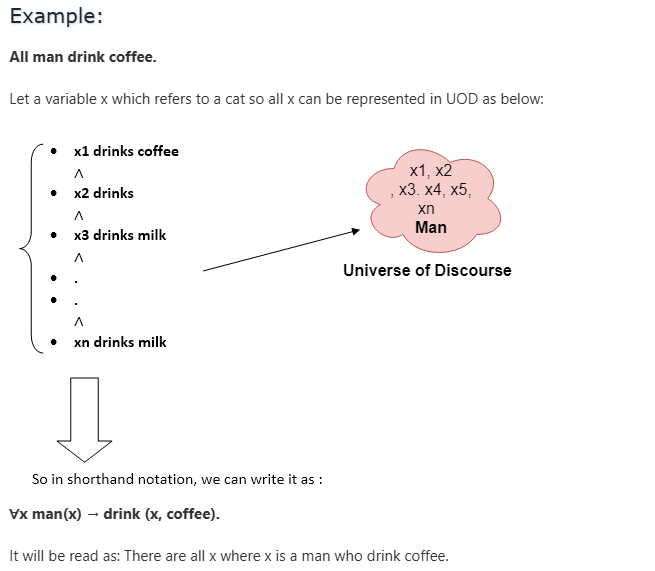 Example:
All man drink coffee.
Let a variable x which refers to a cat so all x can be represented in UOD as below:
• x1 drinks coffee
∧
• x2 drinks
∧
• x3 drinks milk
∧
• .
• .
∧
• xn drinks milk
x1, x2
, x3. x4, x5,
xn
Man
Universe of Discourse
So in shorthand notation, we can write it as :
∀x man(x) → drink (x, coffee).
It will be read as: There are all x where x is a man who drink coffee.